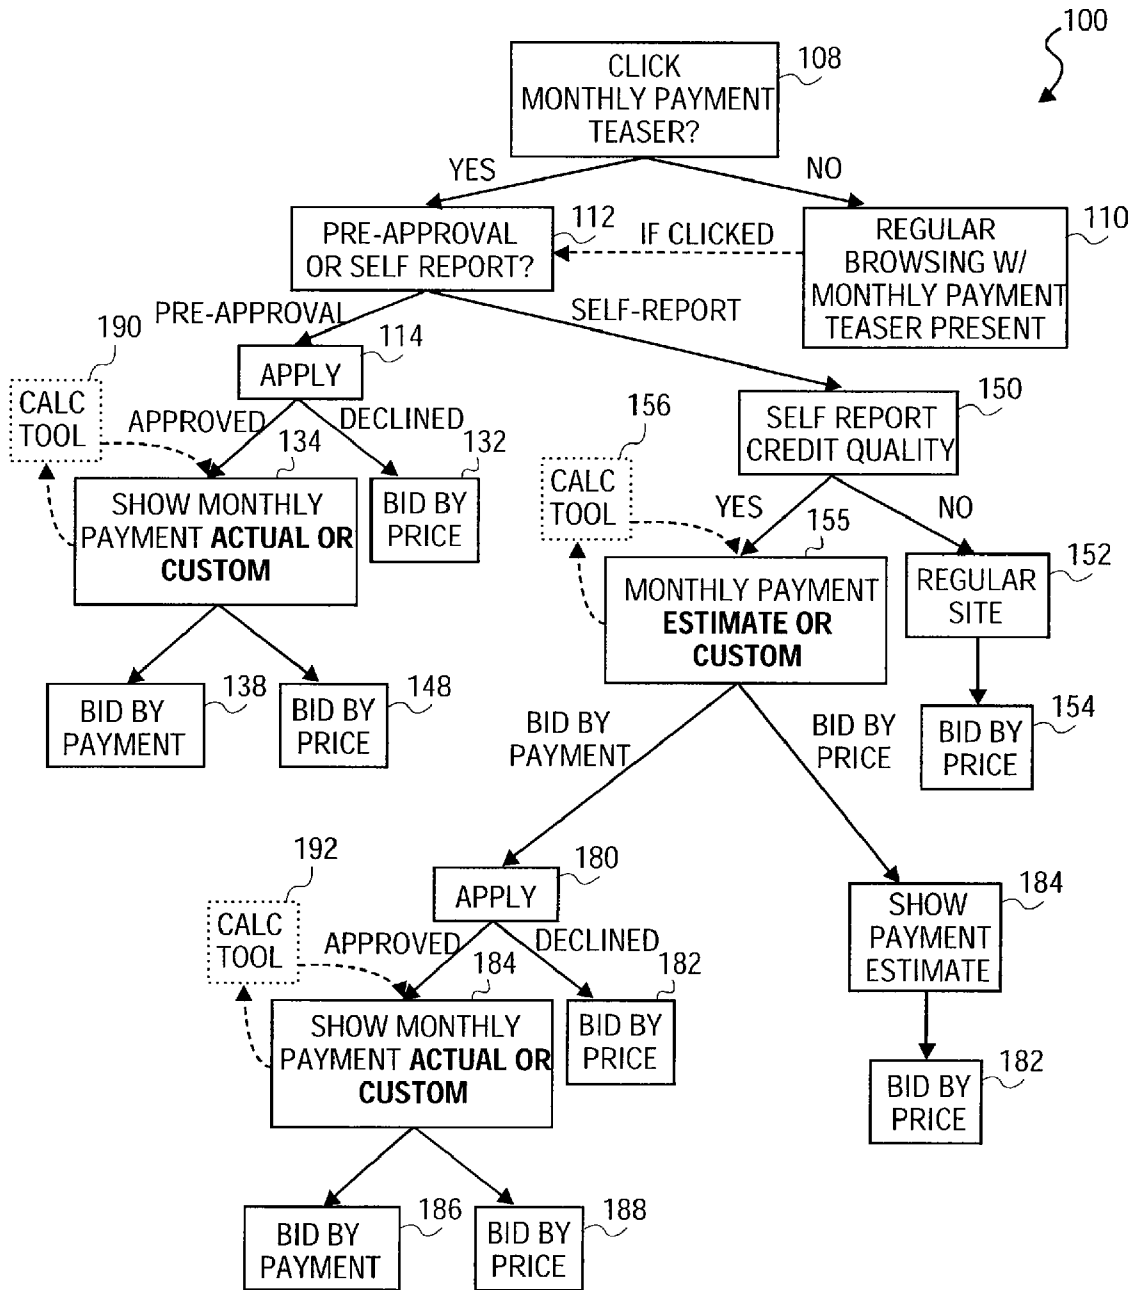 100
CLICK
MONTHLY PAYMENT
TEASER?
108
YES
NO
PRE-APPROVAL
OR SELF REPORT?
112
IF CLICKED
REGULAR
BROWSING W/
MONTHLY PAYMENT
TEASER PRESENT
110
PRE-APPROVAL
SELF-REPORT
190
CALC
TOOL
APPLY
114
APPROVED
DECLINED
134
132
SHOW MONTHLY
PAYMENT ACTUAL OR
CUSTOM
BID BY
PRICE
156
CALC
TOOL
SELF REPORT
CREDIT QUALITY
150
YES
NO
155
MONTHLY PAYMENT
ESTIMATE OR
CUSTOM
REGULAR
SITE
152
BID BY
PAYMENT
138
BID BY
PRICE
148
BID BY
PAYMENT
BID BY
PRICE
BID BY
PRICE
154
192
CALC
TOOL
APPLY
180
APPROVED
DECLINED
184
182
SHOW MONTHLY
PAYMENT ACTUAL OR
CUSTOM
BID BY
PRICE
SHOW
PAYMENT
ESTIMATE
184
BID BY
PRICE
182
BID BY
PAYMENT
186
BID BY
PRICE
188